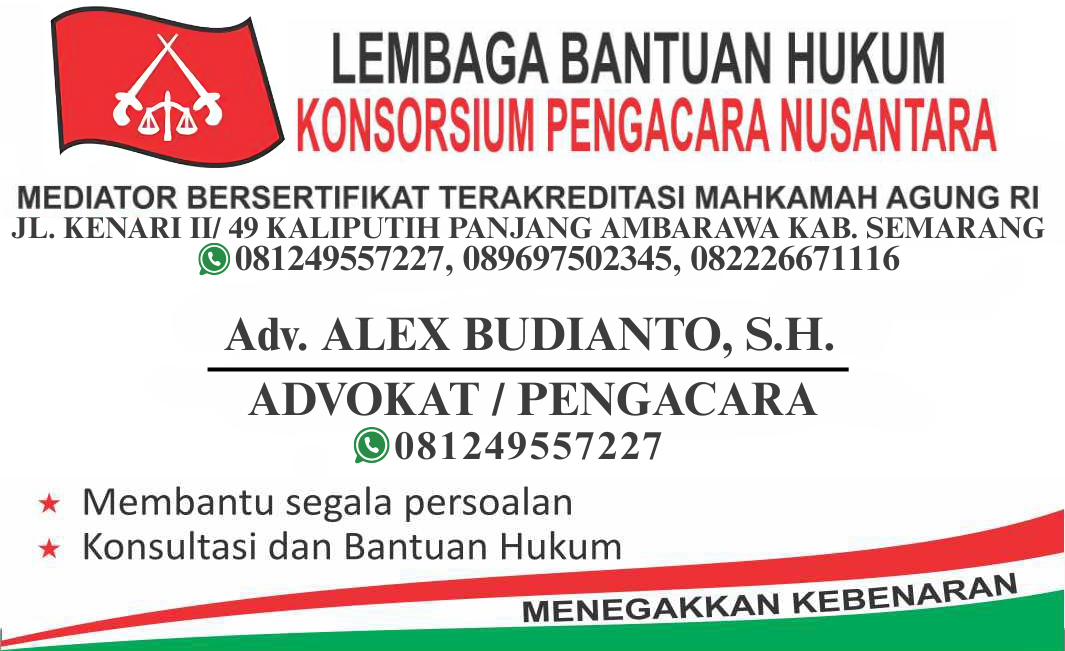 LEMBAGA BANTUAN HUKUM
KONSORSIUM PENGACARA NUSANTARA
MEDIATOR BERSERTIFIKAT TERAKREDITASI MAHKAMAH AGUNG RI
JL. KENARI II/ 49 KALIPUTIH PANJANG AMBARAWA KAB. SEMARANG
081249557227, 089697502345, 082226671116
Adv. ALEX BUDIANTO, S.H.
ADVOKAT / PENGACARA
081249557227
Membantu segala persoalan
Konsultasi dan Bantuan Hukum
MENEGAKKAN KEBENARAN